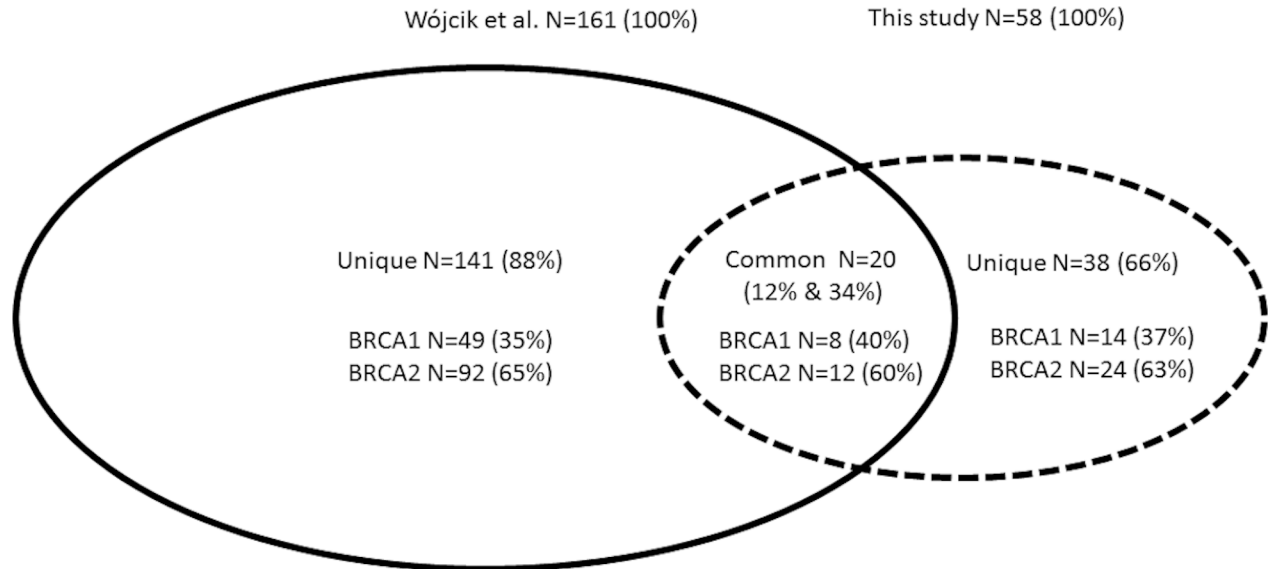 Wójcik et al. N=161 (100%)
This study N=58 (100%)
Unique N=141 (88%)
BRCA1 N=49 (35%)
BRCA2 N=92 (65%)
Common N=20
(12% & 34%)
BRCA1 N=8 (40%)
BRCA2 N=12 (60%)
Unique N=38 (66%)
BRCA1 N=14 (37%)
BRCA2 N=24 (63%)